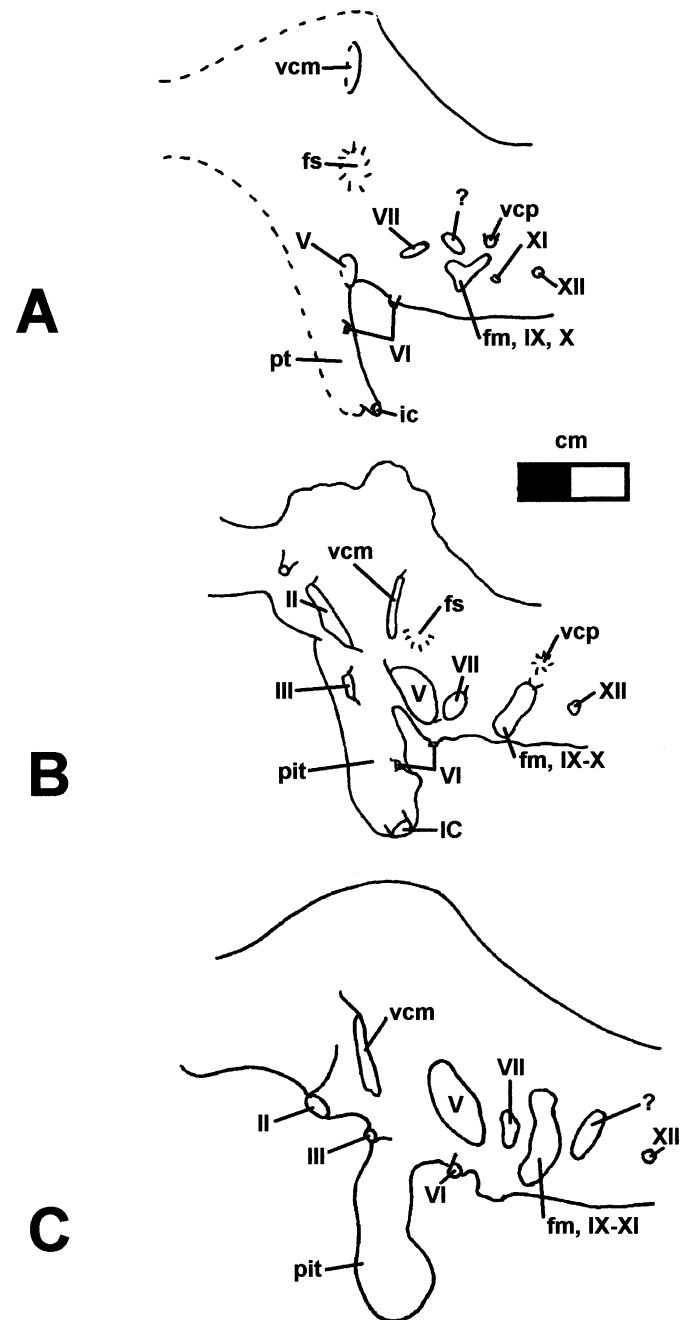 vcm
fs
?
VII
vcp
V
XI
XII
A
fm, IX, X
VI
pt
ic
cm
vcm
II
fs
vcp
VII
V
III
XII
B
pit
VI
fm, IX-X
IC
vcm
VII
V
?
II
XII
III
VI
C
fm, IX-XI
pit